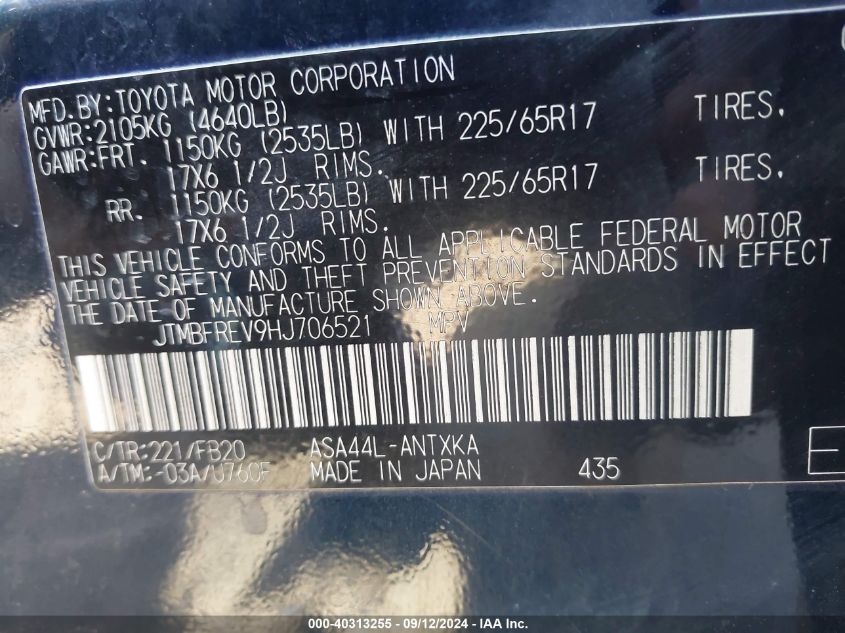 MFD.BY:TOYOTA MOTOR CORPORATION
GVWR:2105KG (4640LB)
GAWR:FRT. 1150KG (2535LB) WITH 225/65R17 TIRES.
17X6 1/2J RIMS.
RR. 1150KG (2535LB) WITH 225/65R17 TIRES.
17X6 1/2J RIMS.
THIS VEHICLE CONFORMS TO ALL APPLICABLE FEDERAL MOTOR
VEHICLE SAFETY AND THEFT PREVENTION STANDARDS IN EFFECT
THE DATE OF MANUFACTURE SHOWN ABOVE.
JTMBFREV9HJ706521 MPV
C/TR:221/FB20 ASA44L-ANTXKA
A/TM:-03A/U760F MADE IN JAPAN 435
E
000-40313255 - 09/12/2024 - IAA Inc.